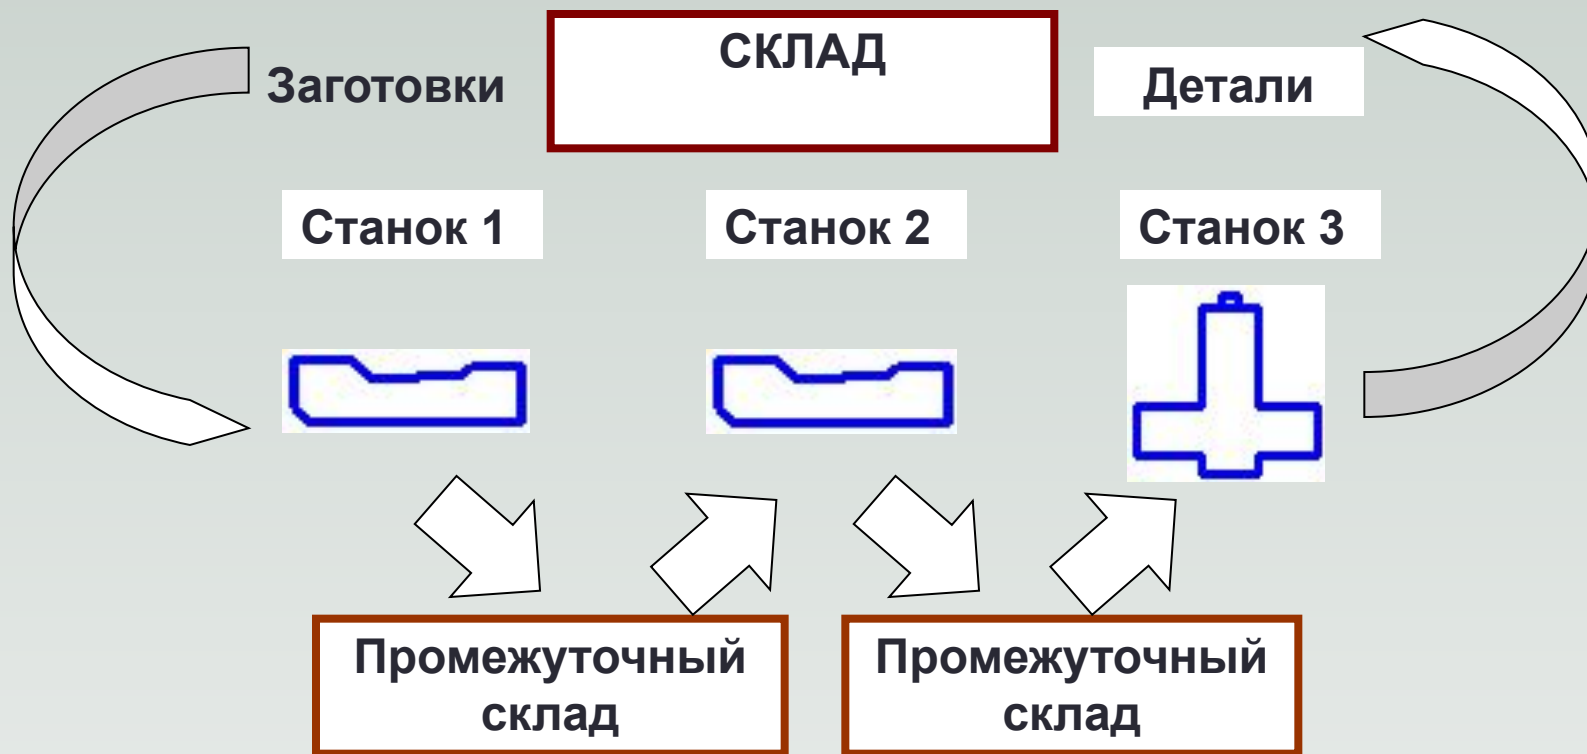 СКЛАД
Заготовки
Детали
Станок 1
Станок 2
Станок 3
Промежуточный
склад
Промежуточный
склад